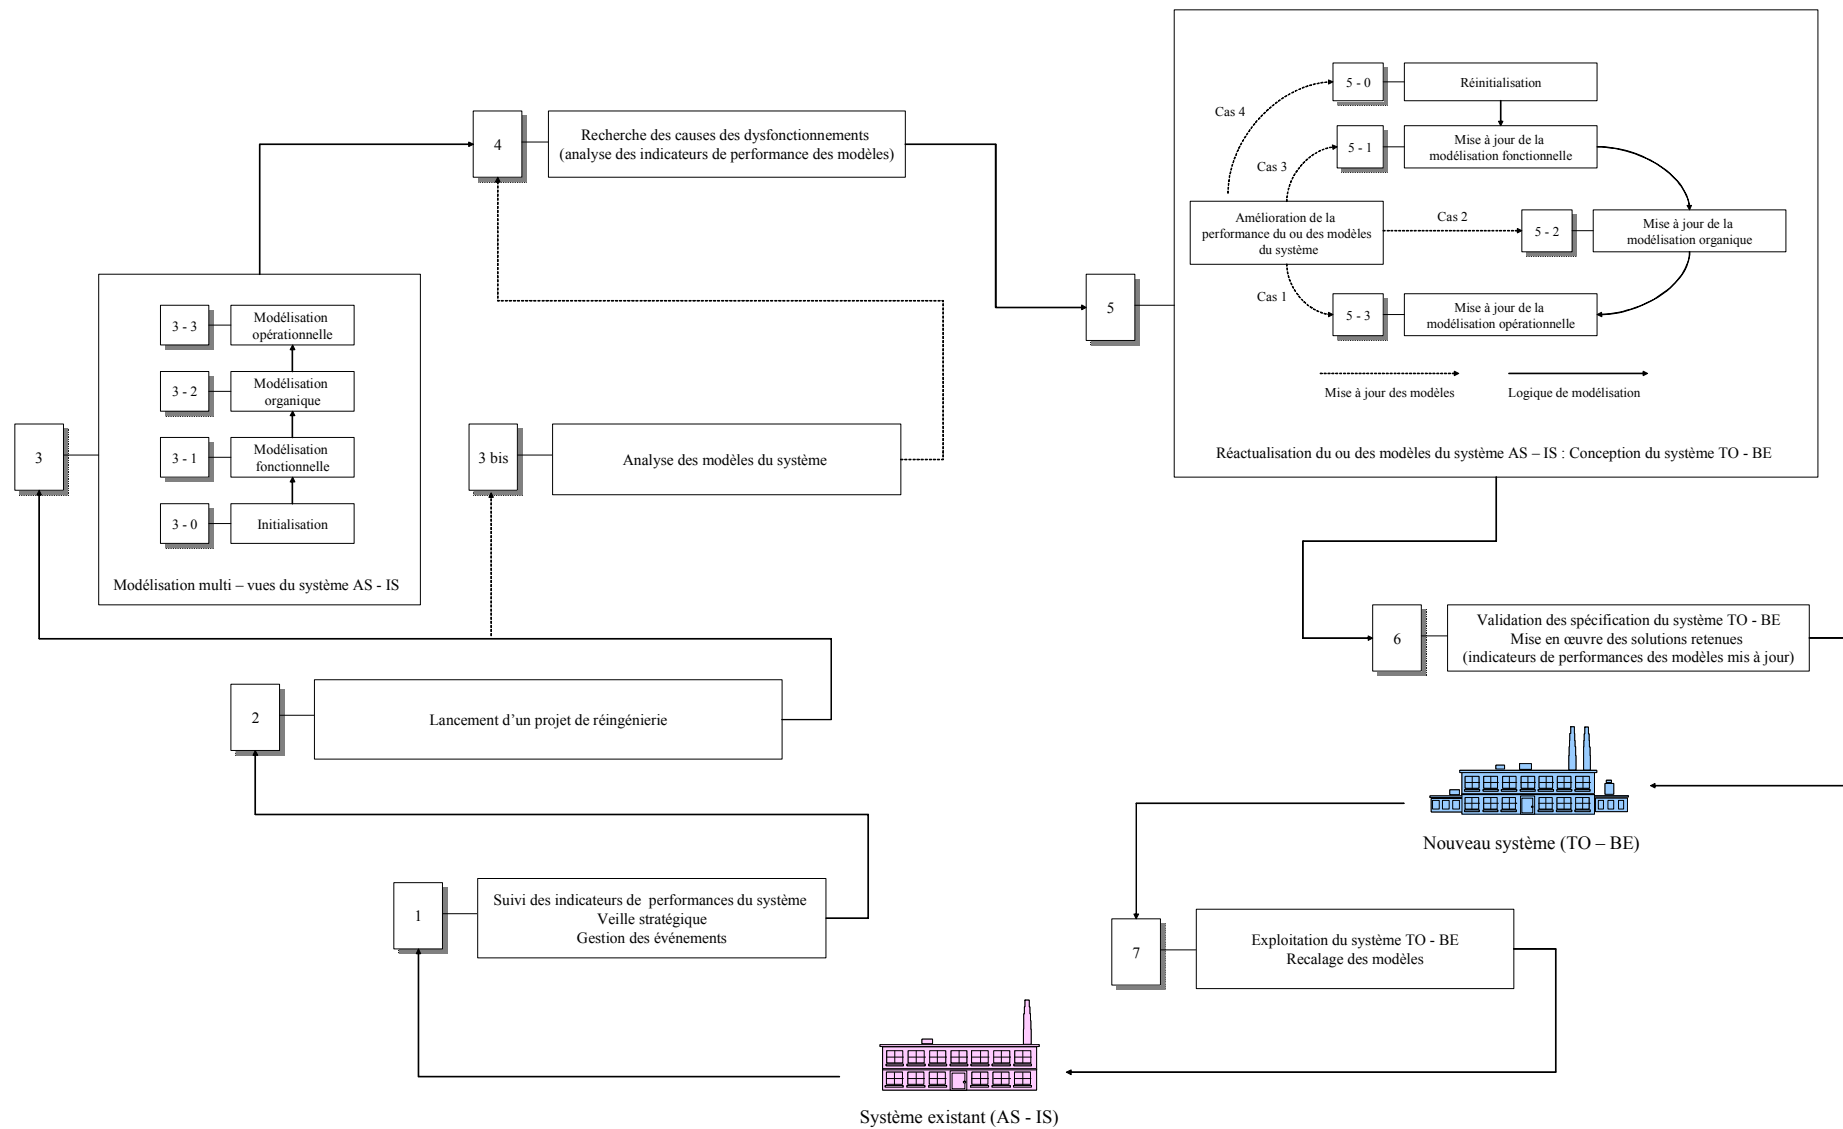 5 - 0
Réinitialisation
Cas 4
4
Recherche des causes des dysfonctionnements
(analyse des indicateurs de performance des modèles)
5 - 1
Mise à jour de la
modélisation fonctionnelle
Cas 3
Amélioration de la
performance du ou des modèles
du système
Cas 2
5 - 2
Mise à jour de la
modélisation organique
Cas 1
5 - 3
Mise à jour de la
modélisation opérationnelle
5
Mise à jour des modèles
Logique de modélisation
Réactualisation du ou des modèles du système AS – IS : Conception du système TO - BE
3 - 3
Modélisation
opérationnelle
3 - 2
Modélisation
organique
3
3 - 1
Modélisation
fonctionnelle
3 - 0
Initialisation
Modélisation multi – vues du système AS - IS
3 bis
Analyse des modèles du système
6
Validation des spécification du système TO - BE
Mise en œuvre des solutions retenues
(indicateurs de performances des modèles mis à jour)
2
Lancement d’un projet de réingénierie
Nouveau système (TO – BE)
1
Suivi des indicateurs de performances du système
Veille stratégique
Gestion des événements
7
Exploitation du système TO - BE
Recalage des modèles
Système existant (AS - IS)